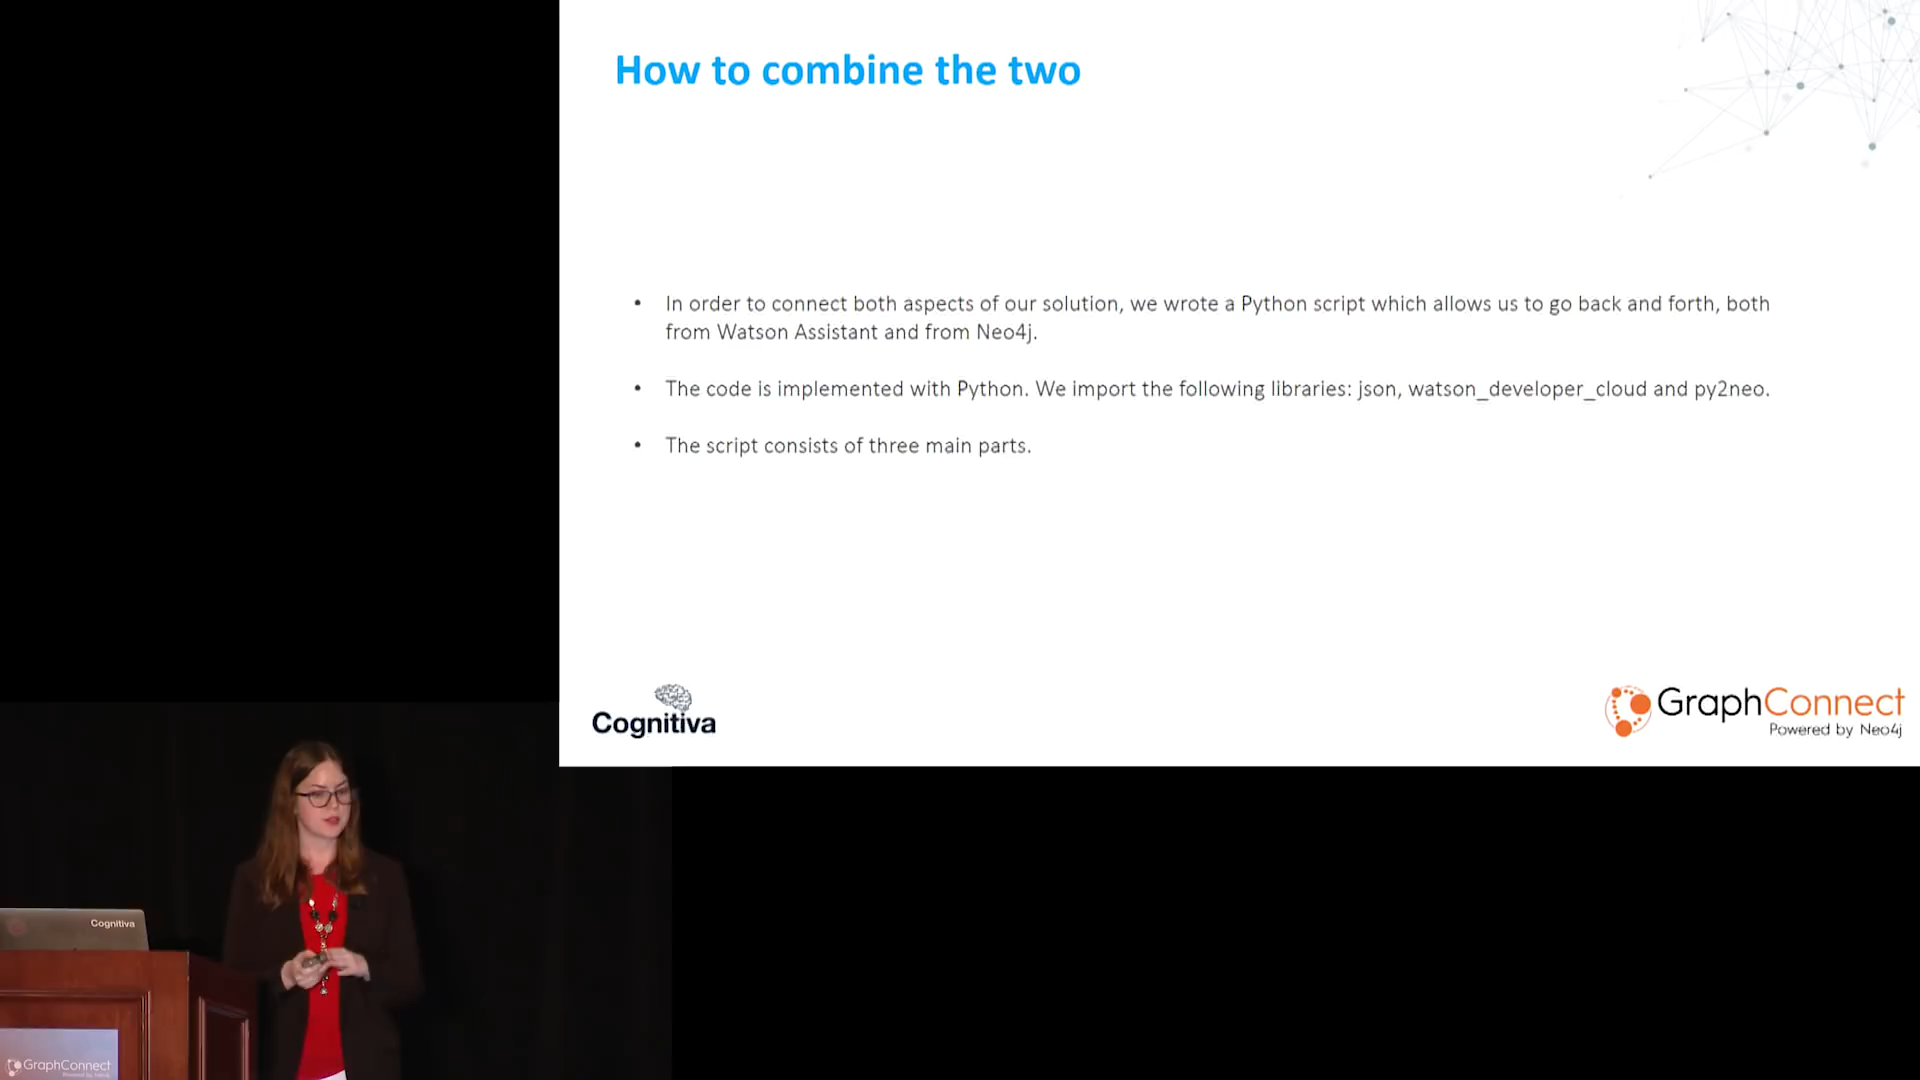 How to combine the two
• In order to connect both aspects of our solution, we wrote a Python script which allows us to go back and forth, both
from Watson Assistant and from Neo4j.
• The code is implemented with Python. We import the following libraries: json, watson_developer_cloud and py2neo.
• The script consists of three main parts.
Cognitiva
GraphConnect
Powered by Neo4j
Cognitiva
GraphConnect
Powered by Neo4j